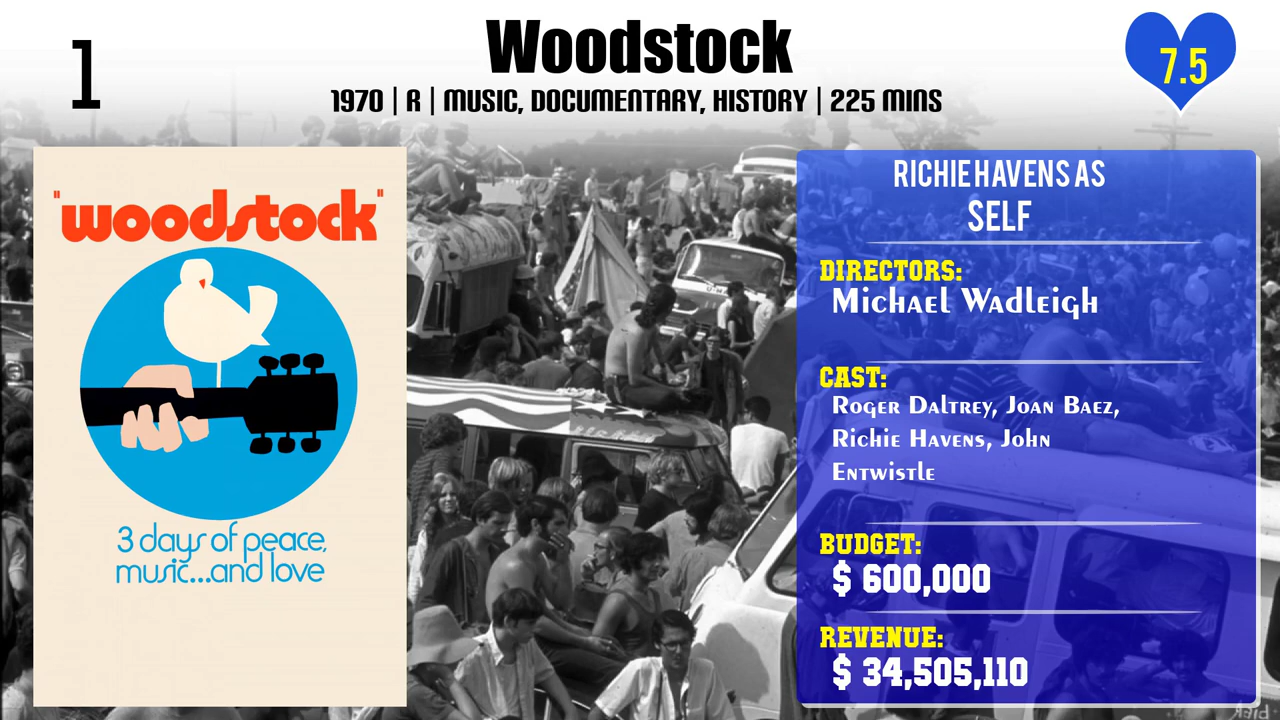 1
Woodstock
7.5
1970 | R | MUSIC, DOCUMENTARY, HISTORY | 225 MINS
"woodstock"
3 days of peace,
music...and love
RICHIE HAVENS AS
SELF
DIRECTORS:
Michael Wadleigh
CAST:
Roger Daltrey, Joan Baez,
Richie Havens, John
Entwistle
BUDGET:
$ 600,000
REVENUE:
$ 34,505,110